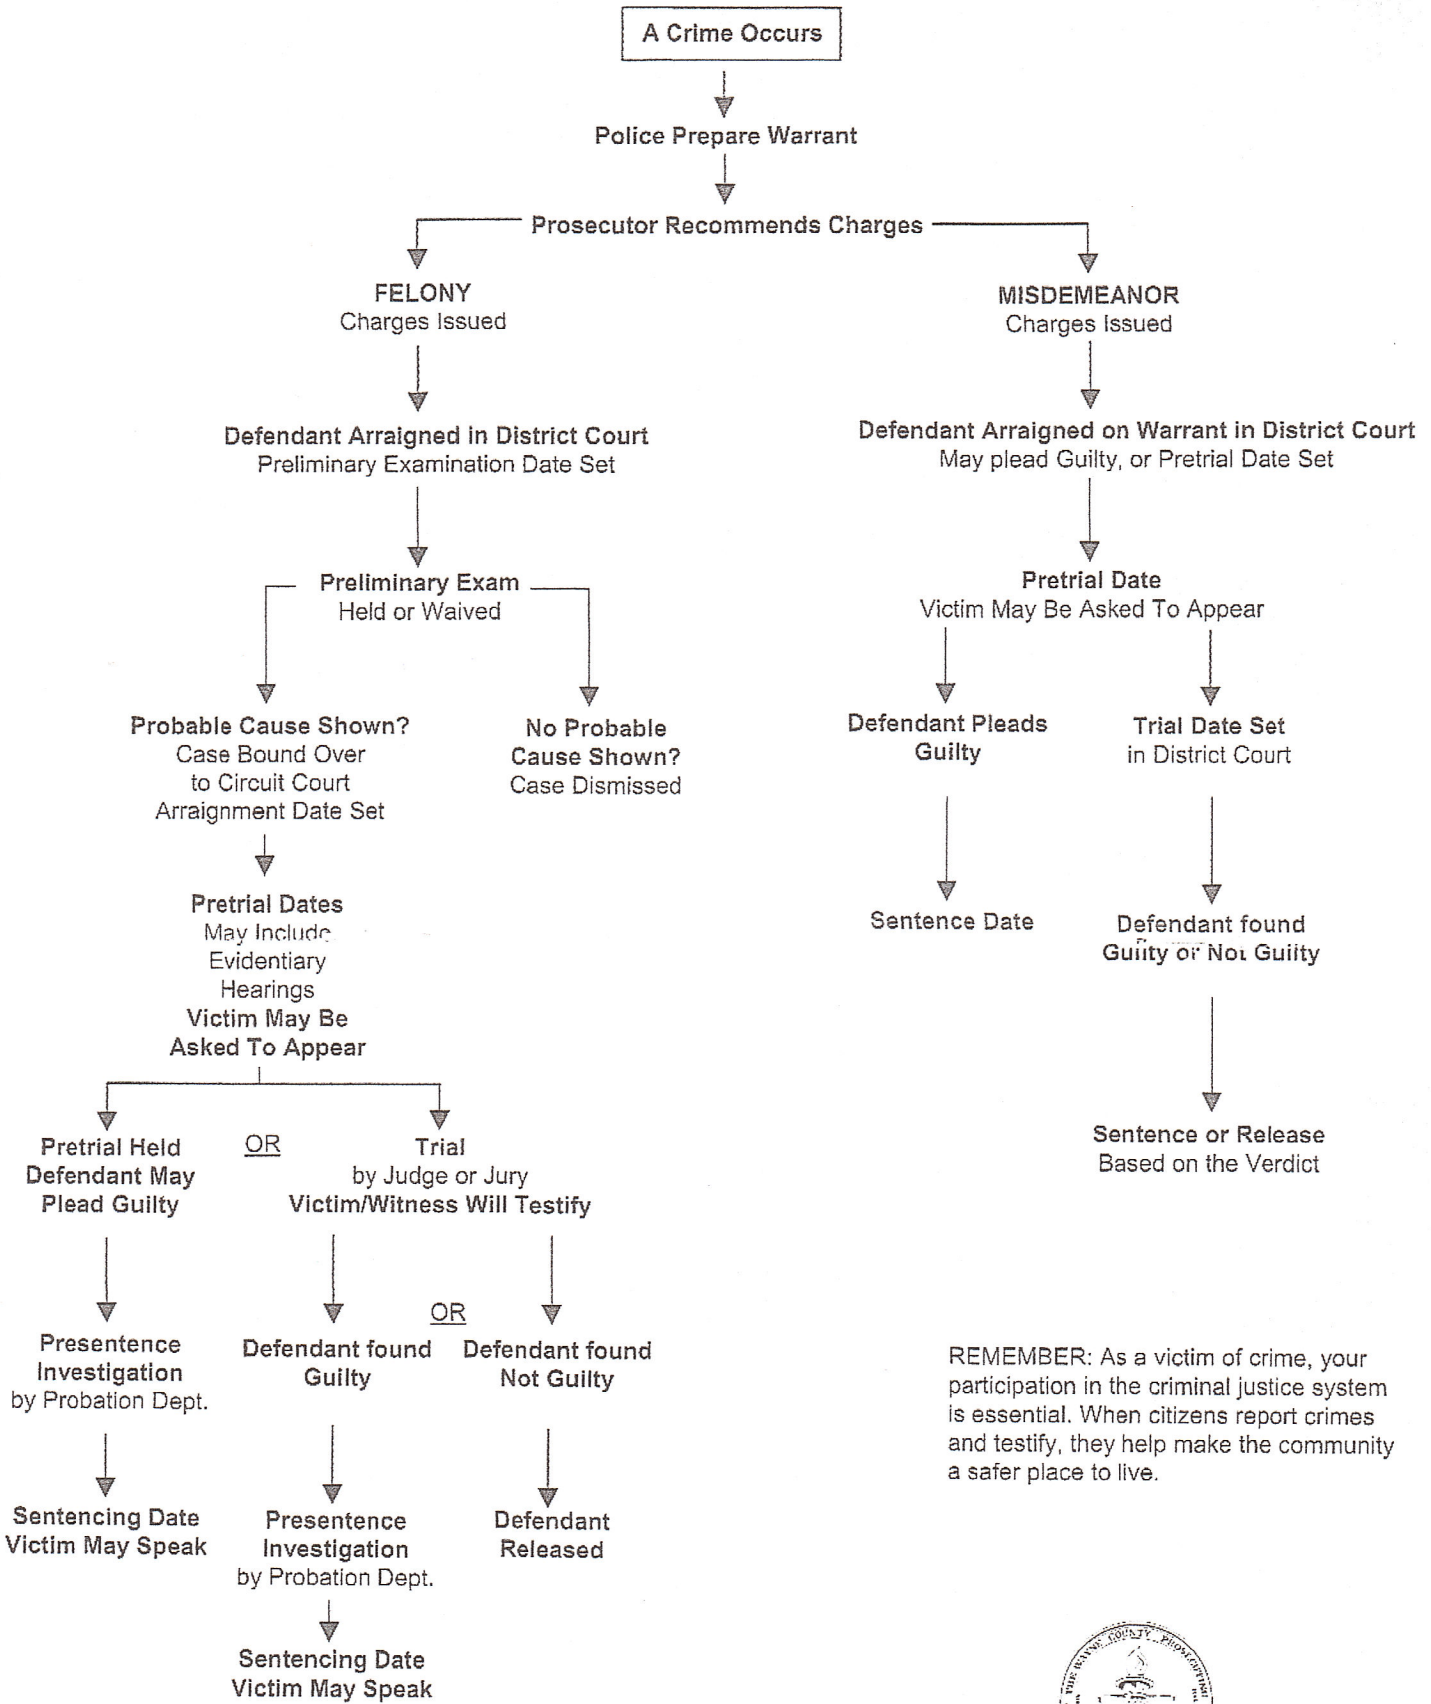 A Crime Occurs
Police Prepare Warrant
Prosecutor Recommends Charges
FELONY
Charges Issued
Defendant Arraigned in District Court
Preliminary Examination Date Set
Preliminary Exam
Held or Waived
Probable Cause Shown?
Case Bound Over
to Circuit Court
Arraignment Date Set
No Probable
Cause Shown?
Case Dismissed
Pretrial Dates
May Include
Evidentiary
Hearings
Victim May Be
Asked To Appear
Pretrial Held
Defendant May
Plead Guilty
OR
Trial
by Judge or Jury
Victim/Witness Will Testify
Presentence
Investigation
by Probation Dept.
Sentencing Date
Victim May Speak
Defendant found
Guilty
OR
Defendant found
Not Guilty
Presentence
Investigation
by Probation Dept.
Sentencing Date
Victim May Speak
Defendant
Released
MISDEMEANOR
Charges Issued
Defendant Arraigned on Warrant in District Court
May plead Guilty, or Pretrial Date Set
Pretrial Date
Victim May Be Asked To Appear
Defendant Pleads
Guilty
Sentence Date
Trial Date Set
in District Court
Defendant found
Guilty or Not Guilty
Sentence or Release
Based on the Verdict
REMEMBER: As a victim of crime, your
participation in the criminal justice system
is essential. When citizens report crimes
and testify, they help make the community
a safer place to live.
THE WAYNE COUNTY